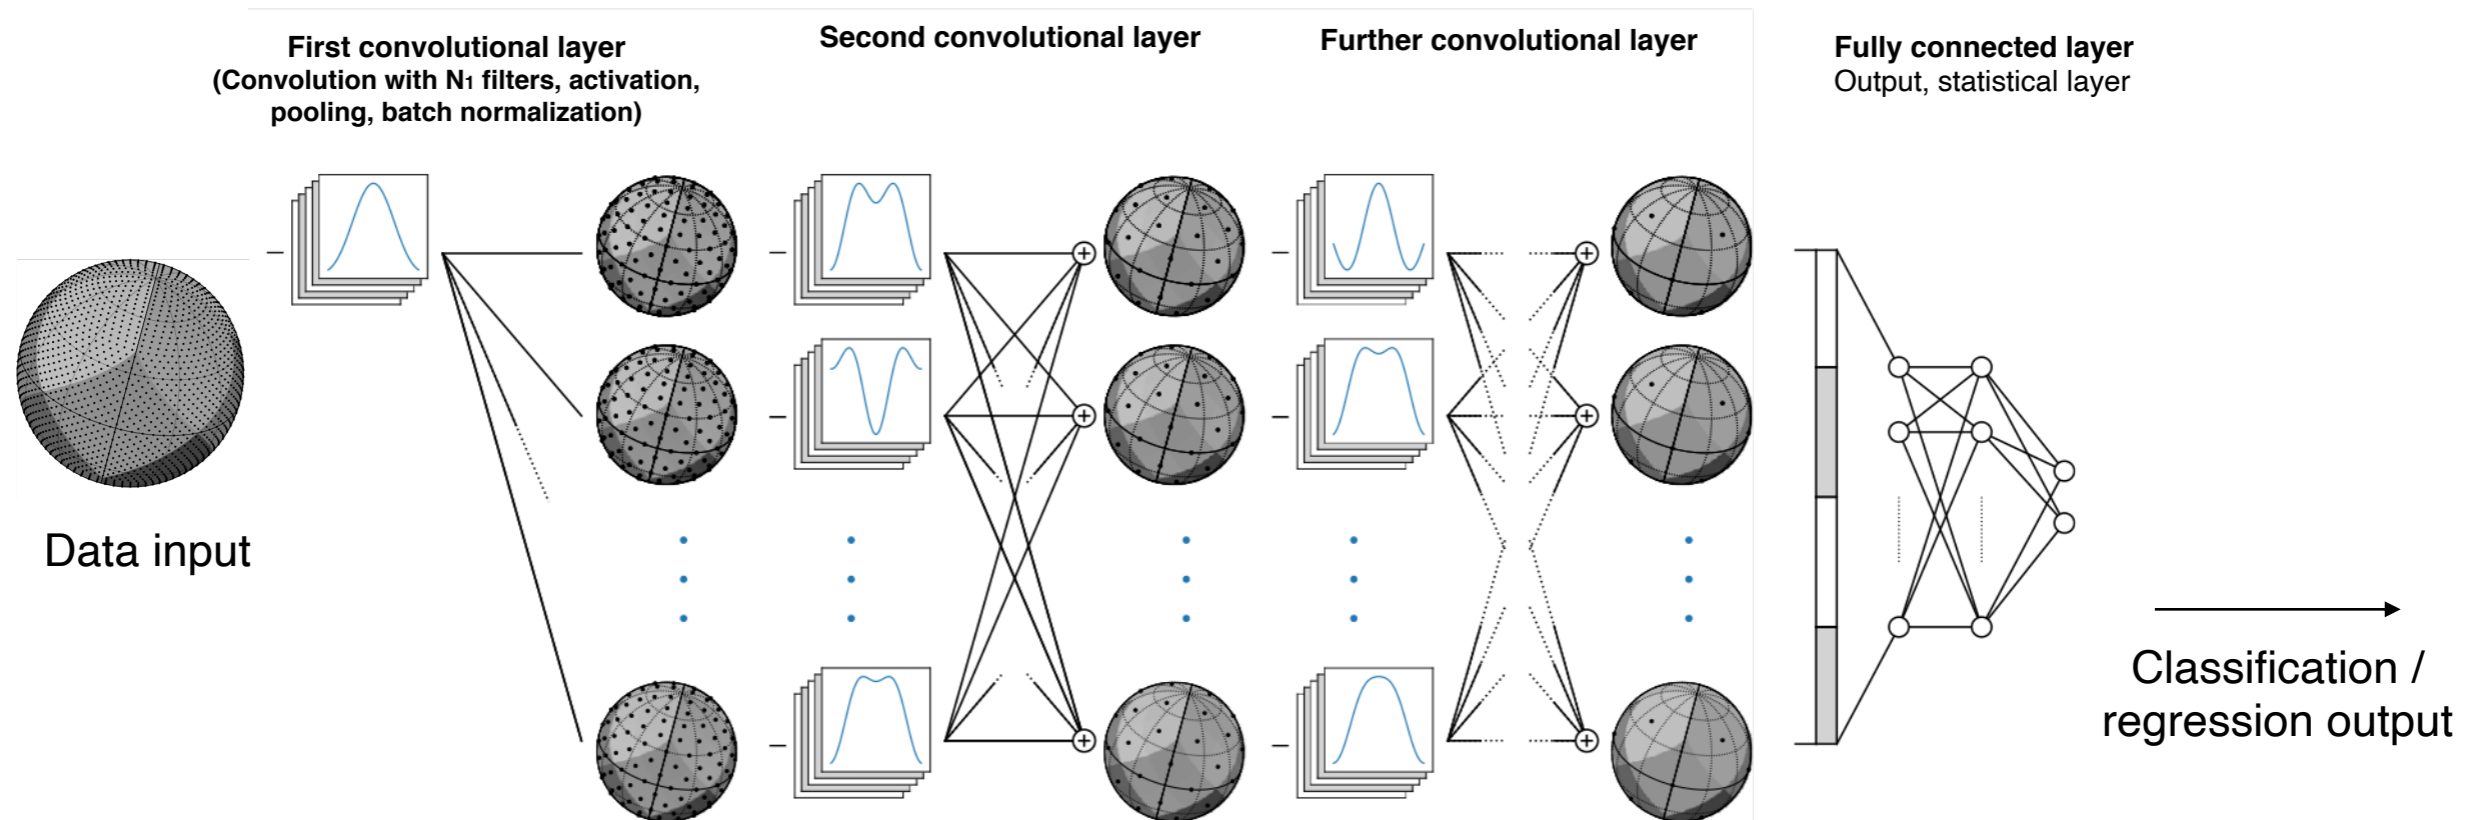 First convolutional layer
(Convolution with N1 filters, activation,
pooling, batch normalization)
Second convolutional layer
Further convolutional layer
Fully connected layer
Output, statistical layer
Data input
Classification /
regression output